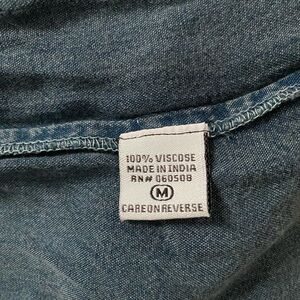 100% VISCOSE
MADE IN INDIA
RN# 060508
M
CARE ON REVERSE